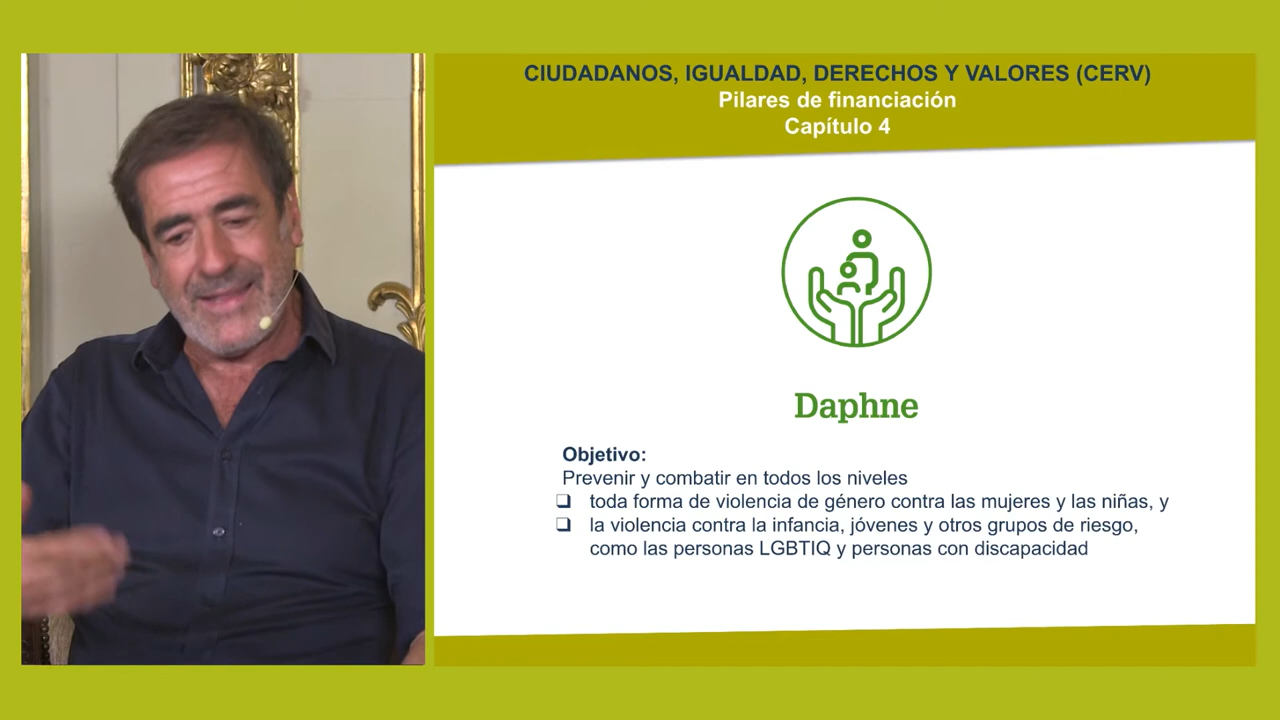 CIUDADANOS, IGUALDAD, DERECHOS Y VALORES (CERV)
Pilares de financiación
Capítulo 4
Daphne
Objetivo:
Prevenir y combatir en todos los niveles
❑ toda forma de violencia de género contra las mujeres y las niñas, y
❑ la violencia contra la infancia, jóvenes y otros grupos de riesgo,
como las personas LGBTIQ y personas con discapacidad